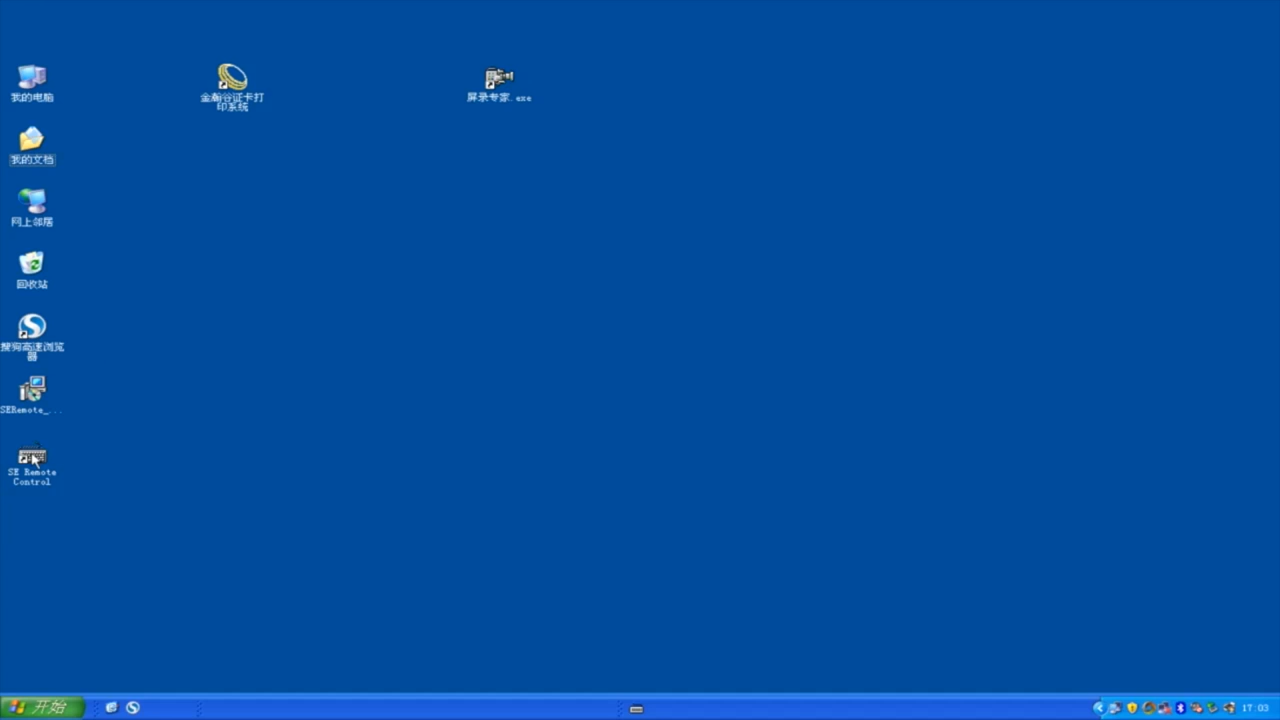 我的电脑
金瀚谷证卡打
印系统
屏录专家.exe
我的文档
网上邻居
回收站
搜狗高速浏览
器
SERemote_...
SE Remote
Control
开始
17:03